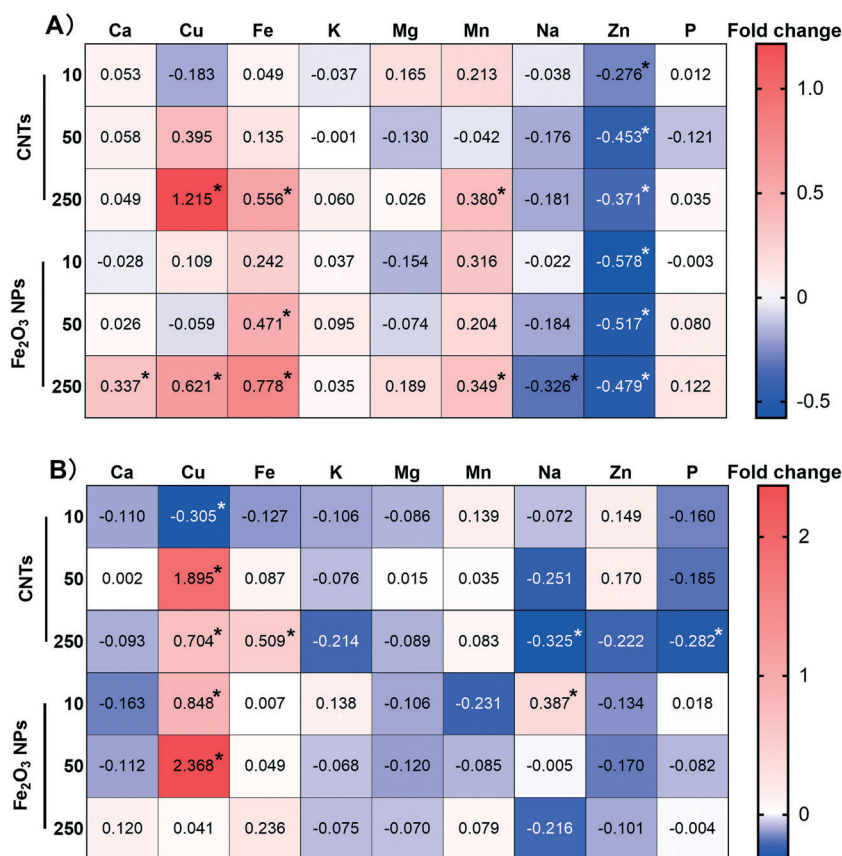 A)
Ca Cu Fe K Mg Mn Na Zn P Fold change
CNTs
10 0.053 -0.183 0.049 -0.037 0.165 0.213 -0.038 -0.276* 0.012
50 0.058 0.395 0.135 -0.001 -0.130 -0.042 -0.176 -0.453* -0.121
250 0.049 1.215* 0.556* 0.060 0.026 0.380* -0.181 -0.371* 0.035
Fe₂O₃ NPs
10 -0.028 0.109 0.242 0.037 -0.154 0.316 -0.022 -0.578* -0.003
50 0.026 -0.059 0.471* 0.095 -0.074 0.204 -0.184 -0.517* 0.080
250 0.337* 0.621* 0.778* 0.035 0.189 0.349* -0.326* -0.479* 0.122
1.0
0.5
0
-0.5
B)
Ca Cu Fe K Mg Mn Na Zn P Fold change
CNTs
10 -0.110 -0.305* -0.127 -0.106 -0.086 0.139 -0.072 0.149 -0.160
50 0.002 1.895* 0.087 -0.076 0.015 0.035 -0.251 0.170 -0.185
250 -0.093 0.704* 0.509* -0.214 -0.089 0.083 -0.325* -0.222 -0.282*
Fe₂O₃ NPs
10 -0.163 0.848* 0.007 0.138 -0.106 -0.231 0.387* -0.134 0.018
50 -0.112 2.368* 0.049 -0.068 -0.120 -0.085 -0.005 -0.170 -0.082
250 0.120 0.041 0.236 -0.075 -0.070 0.079 -0.216 -0.101 -0.004
2
1
0